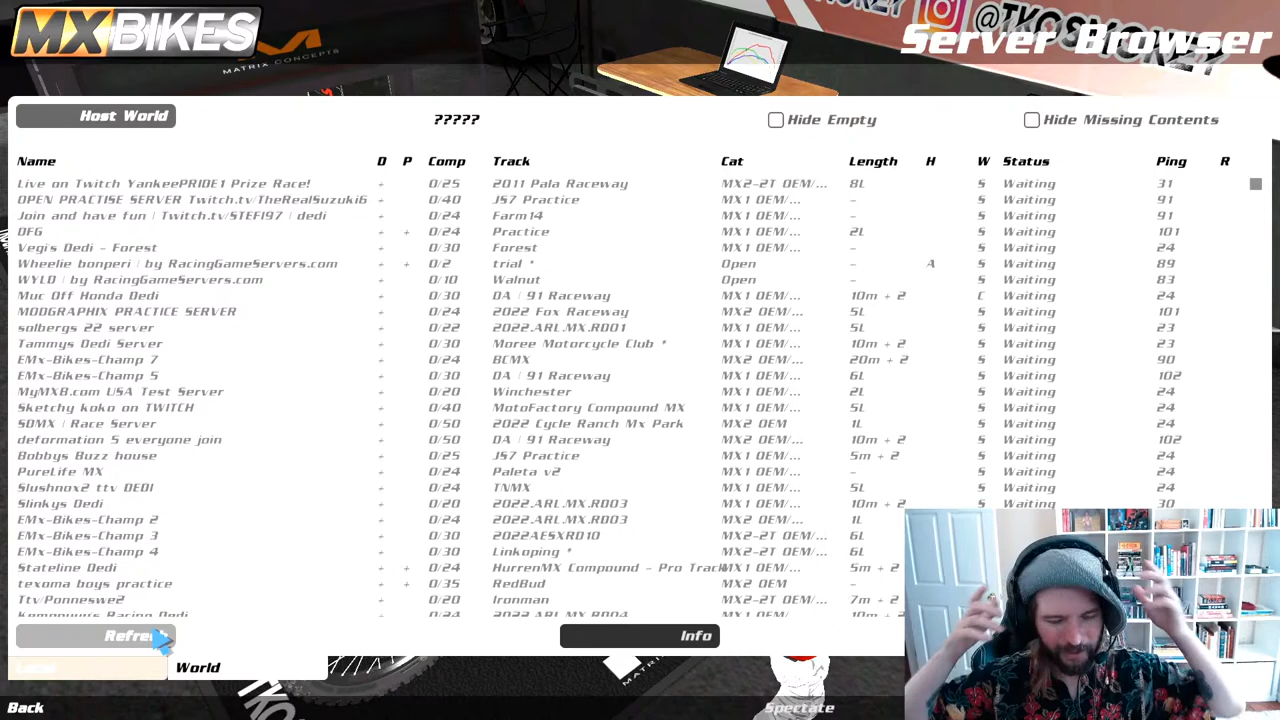 MX BIKES
MATRIX CONCEPTS
@TKOSMOKEY
Server Browser
Host World
?????
Hide Empty
Hide Missing Contents
Name D P Comp Track Cat Length H W Status Ping R
Live on Twitch YankeePRIDE1 Prize Race! + 0/25 2011 Pala Raceway MX2-2T OEM/... 8L S Waiting 31
OPEN PRACTISE SERVER Twitch.tv/TheRealSuzuki6 + 0/40 JS7 Practice MX1 OEM/... - S Waiting 91
Join and have fun | Twitch.tv/STEFI97 | dedi + 0/24 Farm14 MX1 OEM/... - S Waiting 91
DFG + + 0/24 Practice MX1 OEM/... 2L S Waiting 101
Vegi's Dedi - Forest + 0/30 Forest MX1 OEM/... - S Waiting 24
Wheelie bonperi | by RacingGameServers.com + + 0/2 trial * Open - A S Waiting 89
WYLD | by RacingGameServers.com + 0/10 Walnut Open - S Waiting 83
Muc Off Honda Dedi + 0/30 DA | 91 Raceway MX1 OEM/... 10m + 2 C Waiting 24
MODGRAPHIX PRACTICE SERVER + 0/24 2022 Fox Raceway MX2 OEM/... 5L S Waiting 101
solbergs 22 server + 0/22 2022.ARL.MX.RD01 MX1 OEM/... 5L S Waiting 23
Tammys Dedi Server + 0/30 Moree Motorcycle Club * MX1 OEM/... 10m + 2 S Waiting 23
EMx-Bikes-Champ 7 + 0/24 BCMX MX2 OEM/... 20m + 2 S Waiting 90
EMx-Bikes-Champ 5 + 0/30 DA | 91 Raceway MX1 OEM/... 6L S Waiting 102
MyMXB.com USA Test Server + 0/20 Winchester MX1 OEM/... 2L S Waiting 24
Sketchy koko on TWITCH + 0/40 MotoFactory Compound MX MX1 OEM/... 5L S Waiting 24
SDMX | Race Server + 0/50 2022 Cycle Ranch Mx Park MX2 OEM 1L S Waiting 24
deformation 5 everyone join + 0/50 DA | 91 Raceway MX2 OEM/... 10m + 2 S Waiting 102
Bobbys Buzz house + 0/25 JS7 Practice MX1 OEM/... 5m + 2 S Waiting 24
PureLife MX + 0/24 Paleta v2 MX1 OEM/... - S Waiting 24
Slushnox2 ttv DEDI + 0/24 TNMX MX1 OEM/... 5L S Waiting 24
Slinkys Dedi + 0/20 2022.ARL.MX.RD03 MX1 OEM/... 10m + 2 S Waiting 30
EMx-Bikes-Champ 2 + 0/24 2022.ARL.MX.RD03 MX2 OEM/... 1L
EMx-Bikes-Champ 3 + 0/30 2022AESXRD10 MX2-2T OEM/... 6L
EMx-Bikes-Champ 4 + 0/30 Linkoping * MX2-2T OEM/... 6L
Stateline Dedi + + 0/24 HurrenMX Compound - Pro Track MX1 OEM/... 5m + 2
texoma boys practice + + 0/35 RedBud MX2 OEM -
Ttv/Ponneswe2 + 0/20 Ironman MX2-2T OEM/... 7m + 2
Refresh
Info
Local
World
Back
Spectate